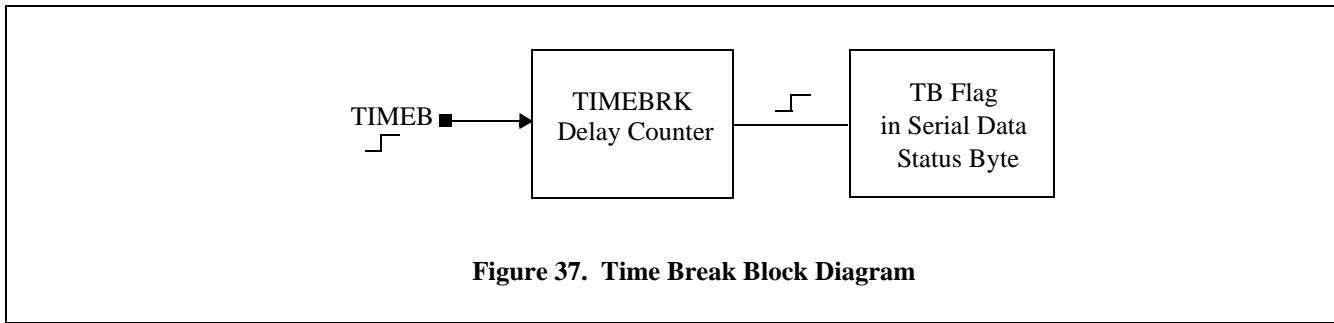 TIMEB
TIMEBRK
Delay Counter
TB Flag
in Serial Data
Status Byte
Figure 37. Time Break Block Diagram